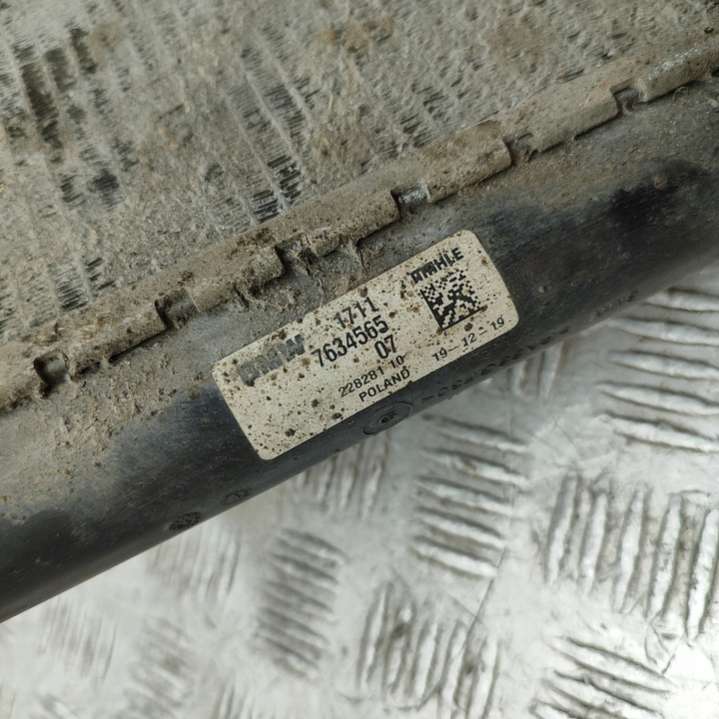 BMW
1711
7634565
07
MAHLE
228281 10
POLAND
19-12-19